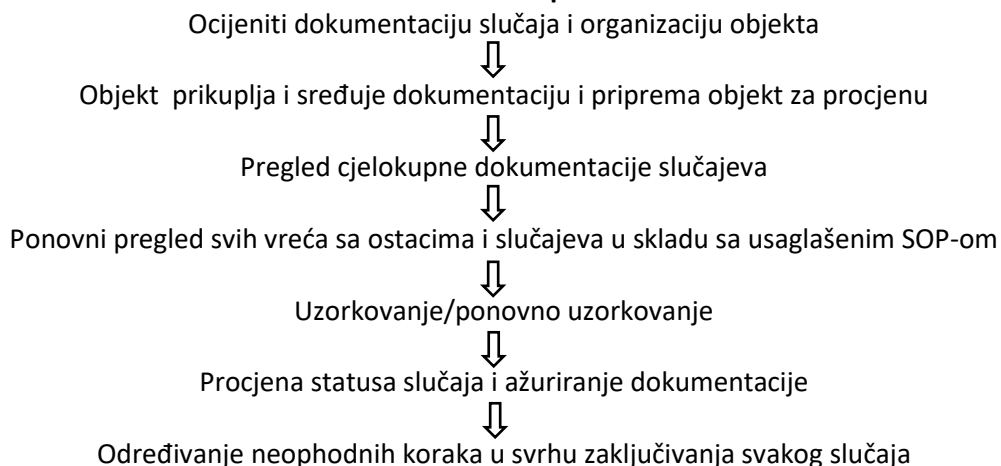 Ocijeniti dokumentaciju slučaja i organizaciju objekta
Objekt prikuplja i sređuje dokumentaciju i priprema objekt za procjenu
Pregled cjelokupne dokumentacije slučajeva
Ponovni pregled svih vreća sa ostacima i slučajeva u skladu sa usaglašenim SOP-om
Uzorkovanje/ponovno uzorkovanje
Procjena statusa slučaja i ažuriranje dokumentacije
Određivanje neophodnih koraka u svrhu zaključivanja svakog slučaja